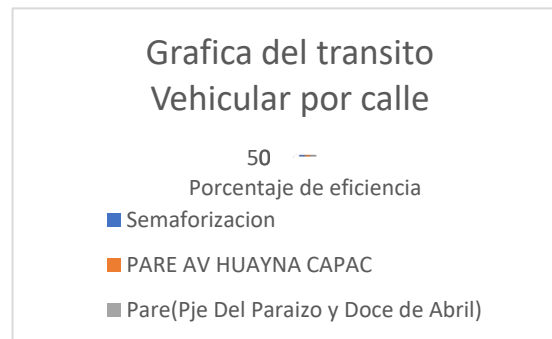 Grafica del transito
Vehicular por calle
50
Porcentaje de eficiencia
Semaforizacion
PARE AV HUAYNA CAPAC
Pare(Pje Del Paraizo y Doce de Abril)